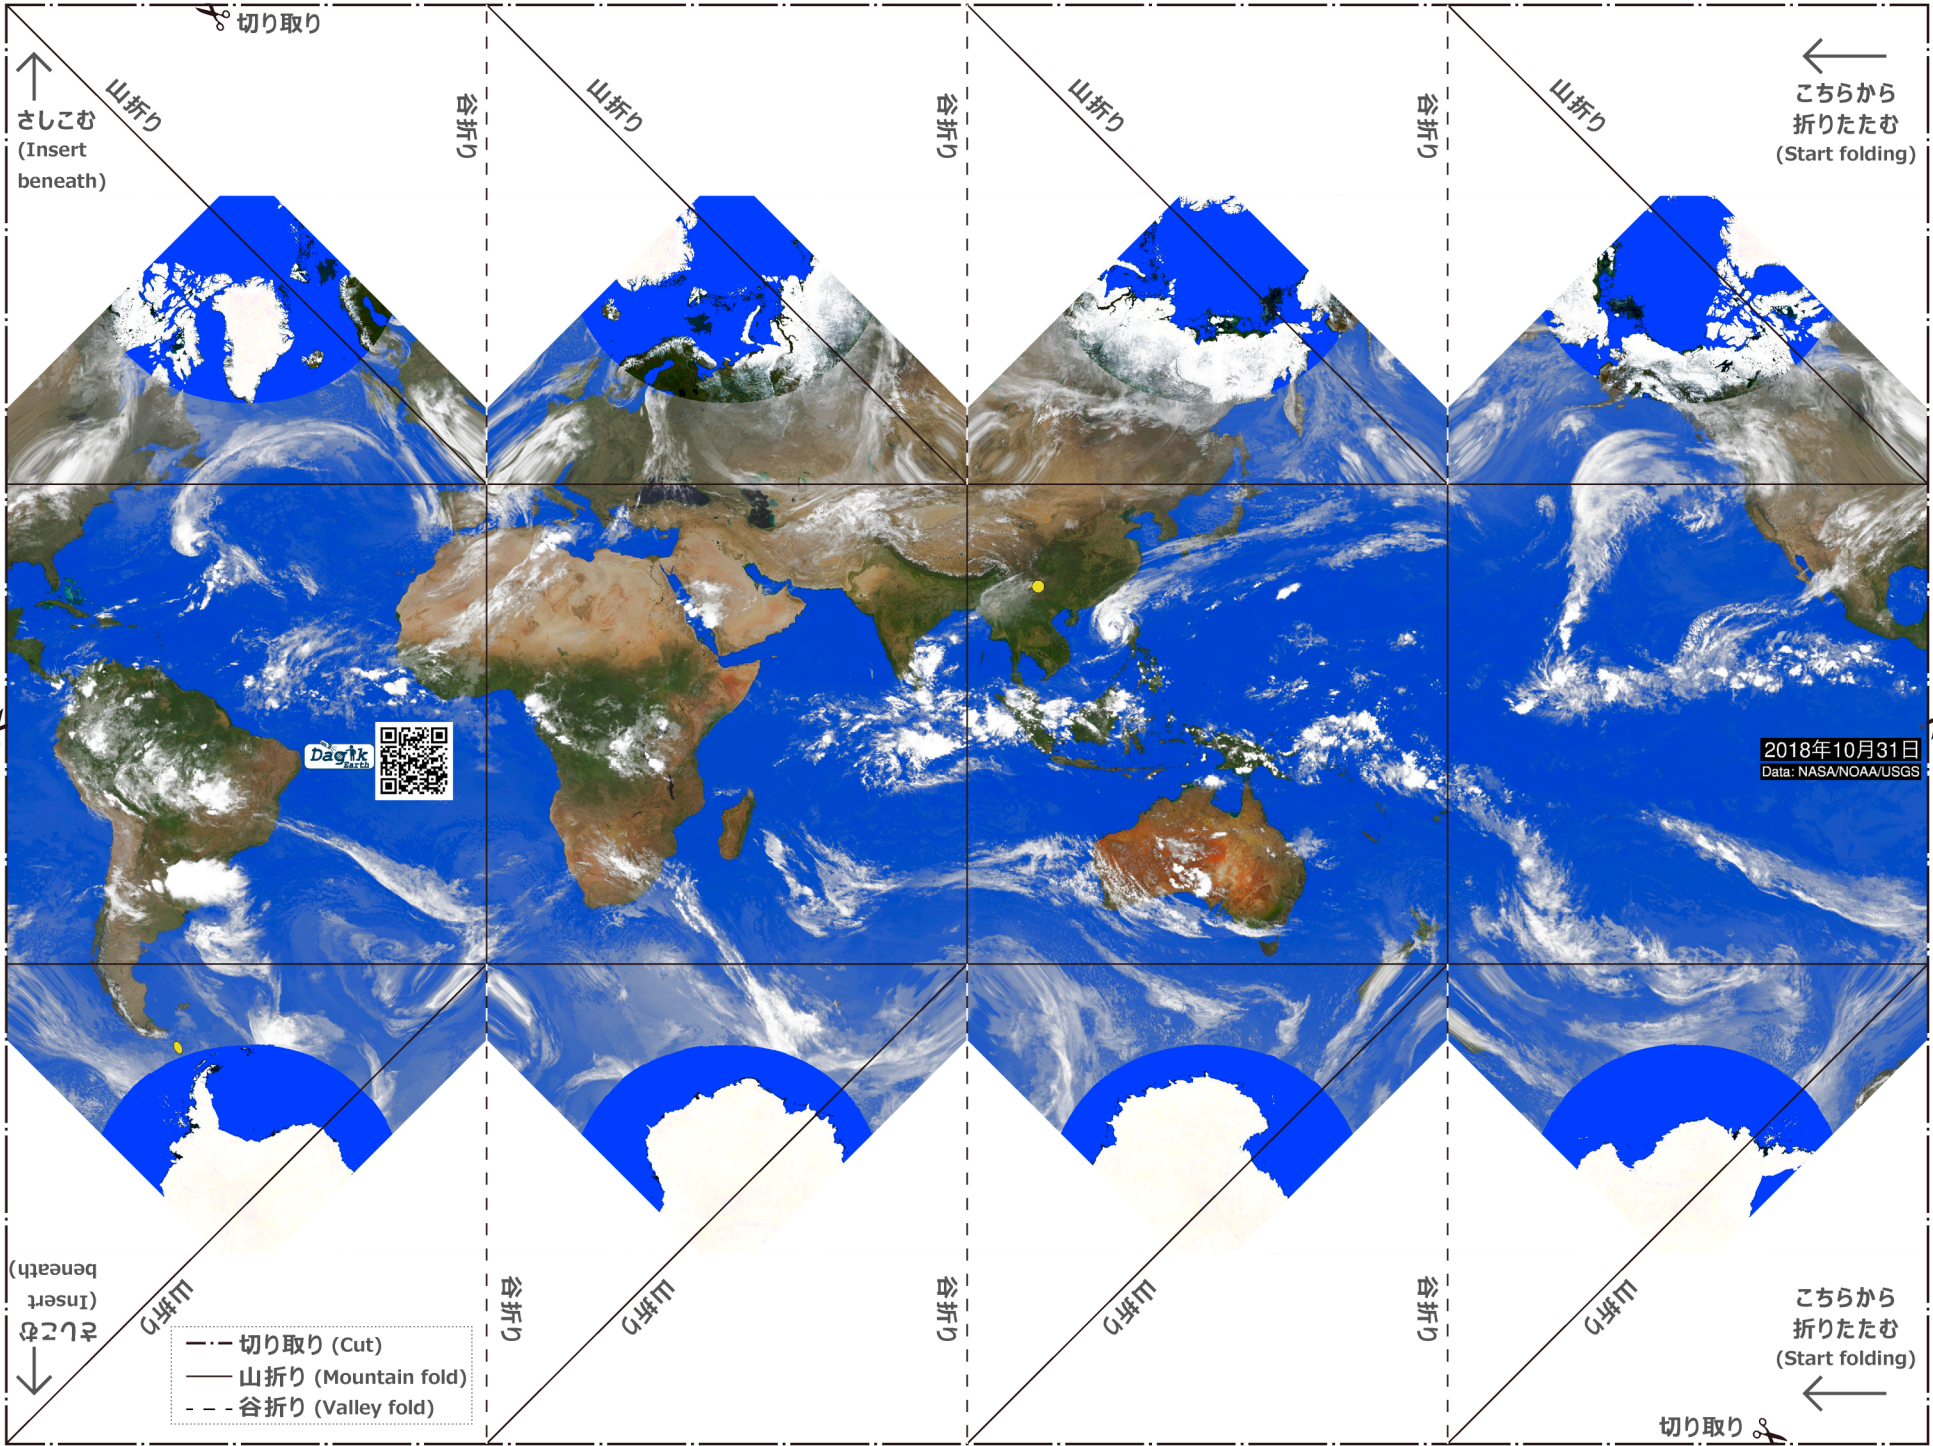 切り取り
山折り
谷折り
山折り
谷折り
山折り
谷折り
山折り
さしこむ
(Insert
beneath)
こちらから
折りたたむ
(Start folding)
Dagik
Earth
2018年10月31日
Data: NASA/NOAA/USGS
さしこむ
(Insert
beneath)
山折り
谷折り
山折り
谷折り
山折り
谷折り
山折り
こちらから
折りたたむ
(Start folding)
切り取り (Cut)
山折り (Mountain fold)
谷折り (Valley fold)
切り取り